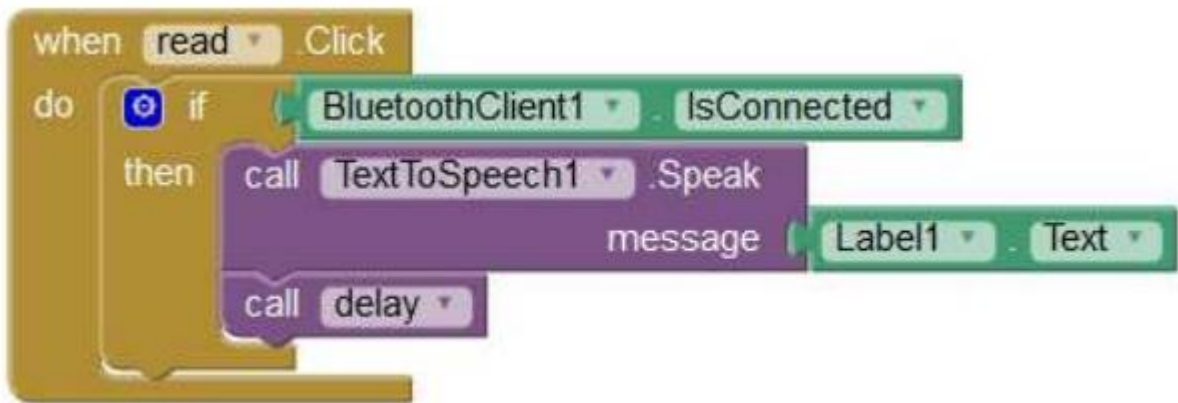 when read .Click
do if BluetoothClient1 . IsConnected
then call TextToSpeech1 .Speak
message Label1 . Text
call delay